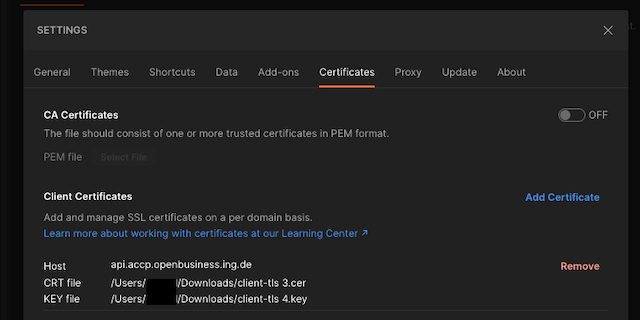 SETTINGS
General Themes Shortcuts Data Add-ons Certificates Proxy Update About
CA Certificates OFF
The file should consist of one or more trusted certificates in PEM format.
PEM file Select File
Client Certificates Add Certificate
Add and manage SSL certificates on a per domain basis.
Learn more about working with certificates at our Learning Center ↗
Host api.accp.openbusiness.ing.de Remove
CRT file /Users/ /Downloads/client-tls 3.cer
KEY file /Users/ /Downloads/client-tls 4.key